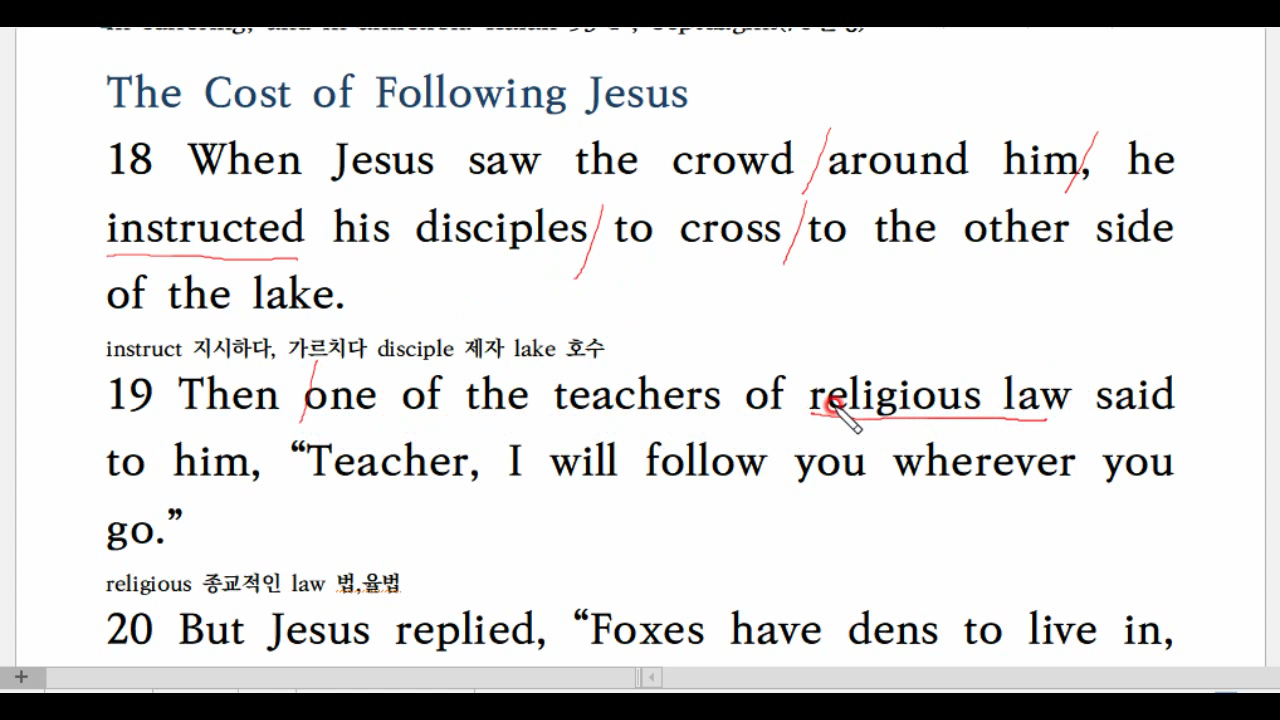 The Cost of Following Jesus
18 When Jesus saw the crowd around him, he
instructed his disciples to cross to the other side
of the lake.
instruct 지시하다, 가르치다 disciple 제자 lake 호수
19 Then one of the teachers of religious law said
to him, “Teacher, I will follow you wherever you
go.”
religious 종교적인 law 법,율법
20 But Jesus replied, “Foxes have dens to live in,